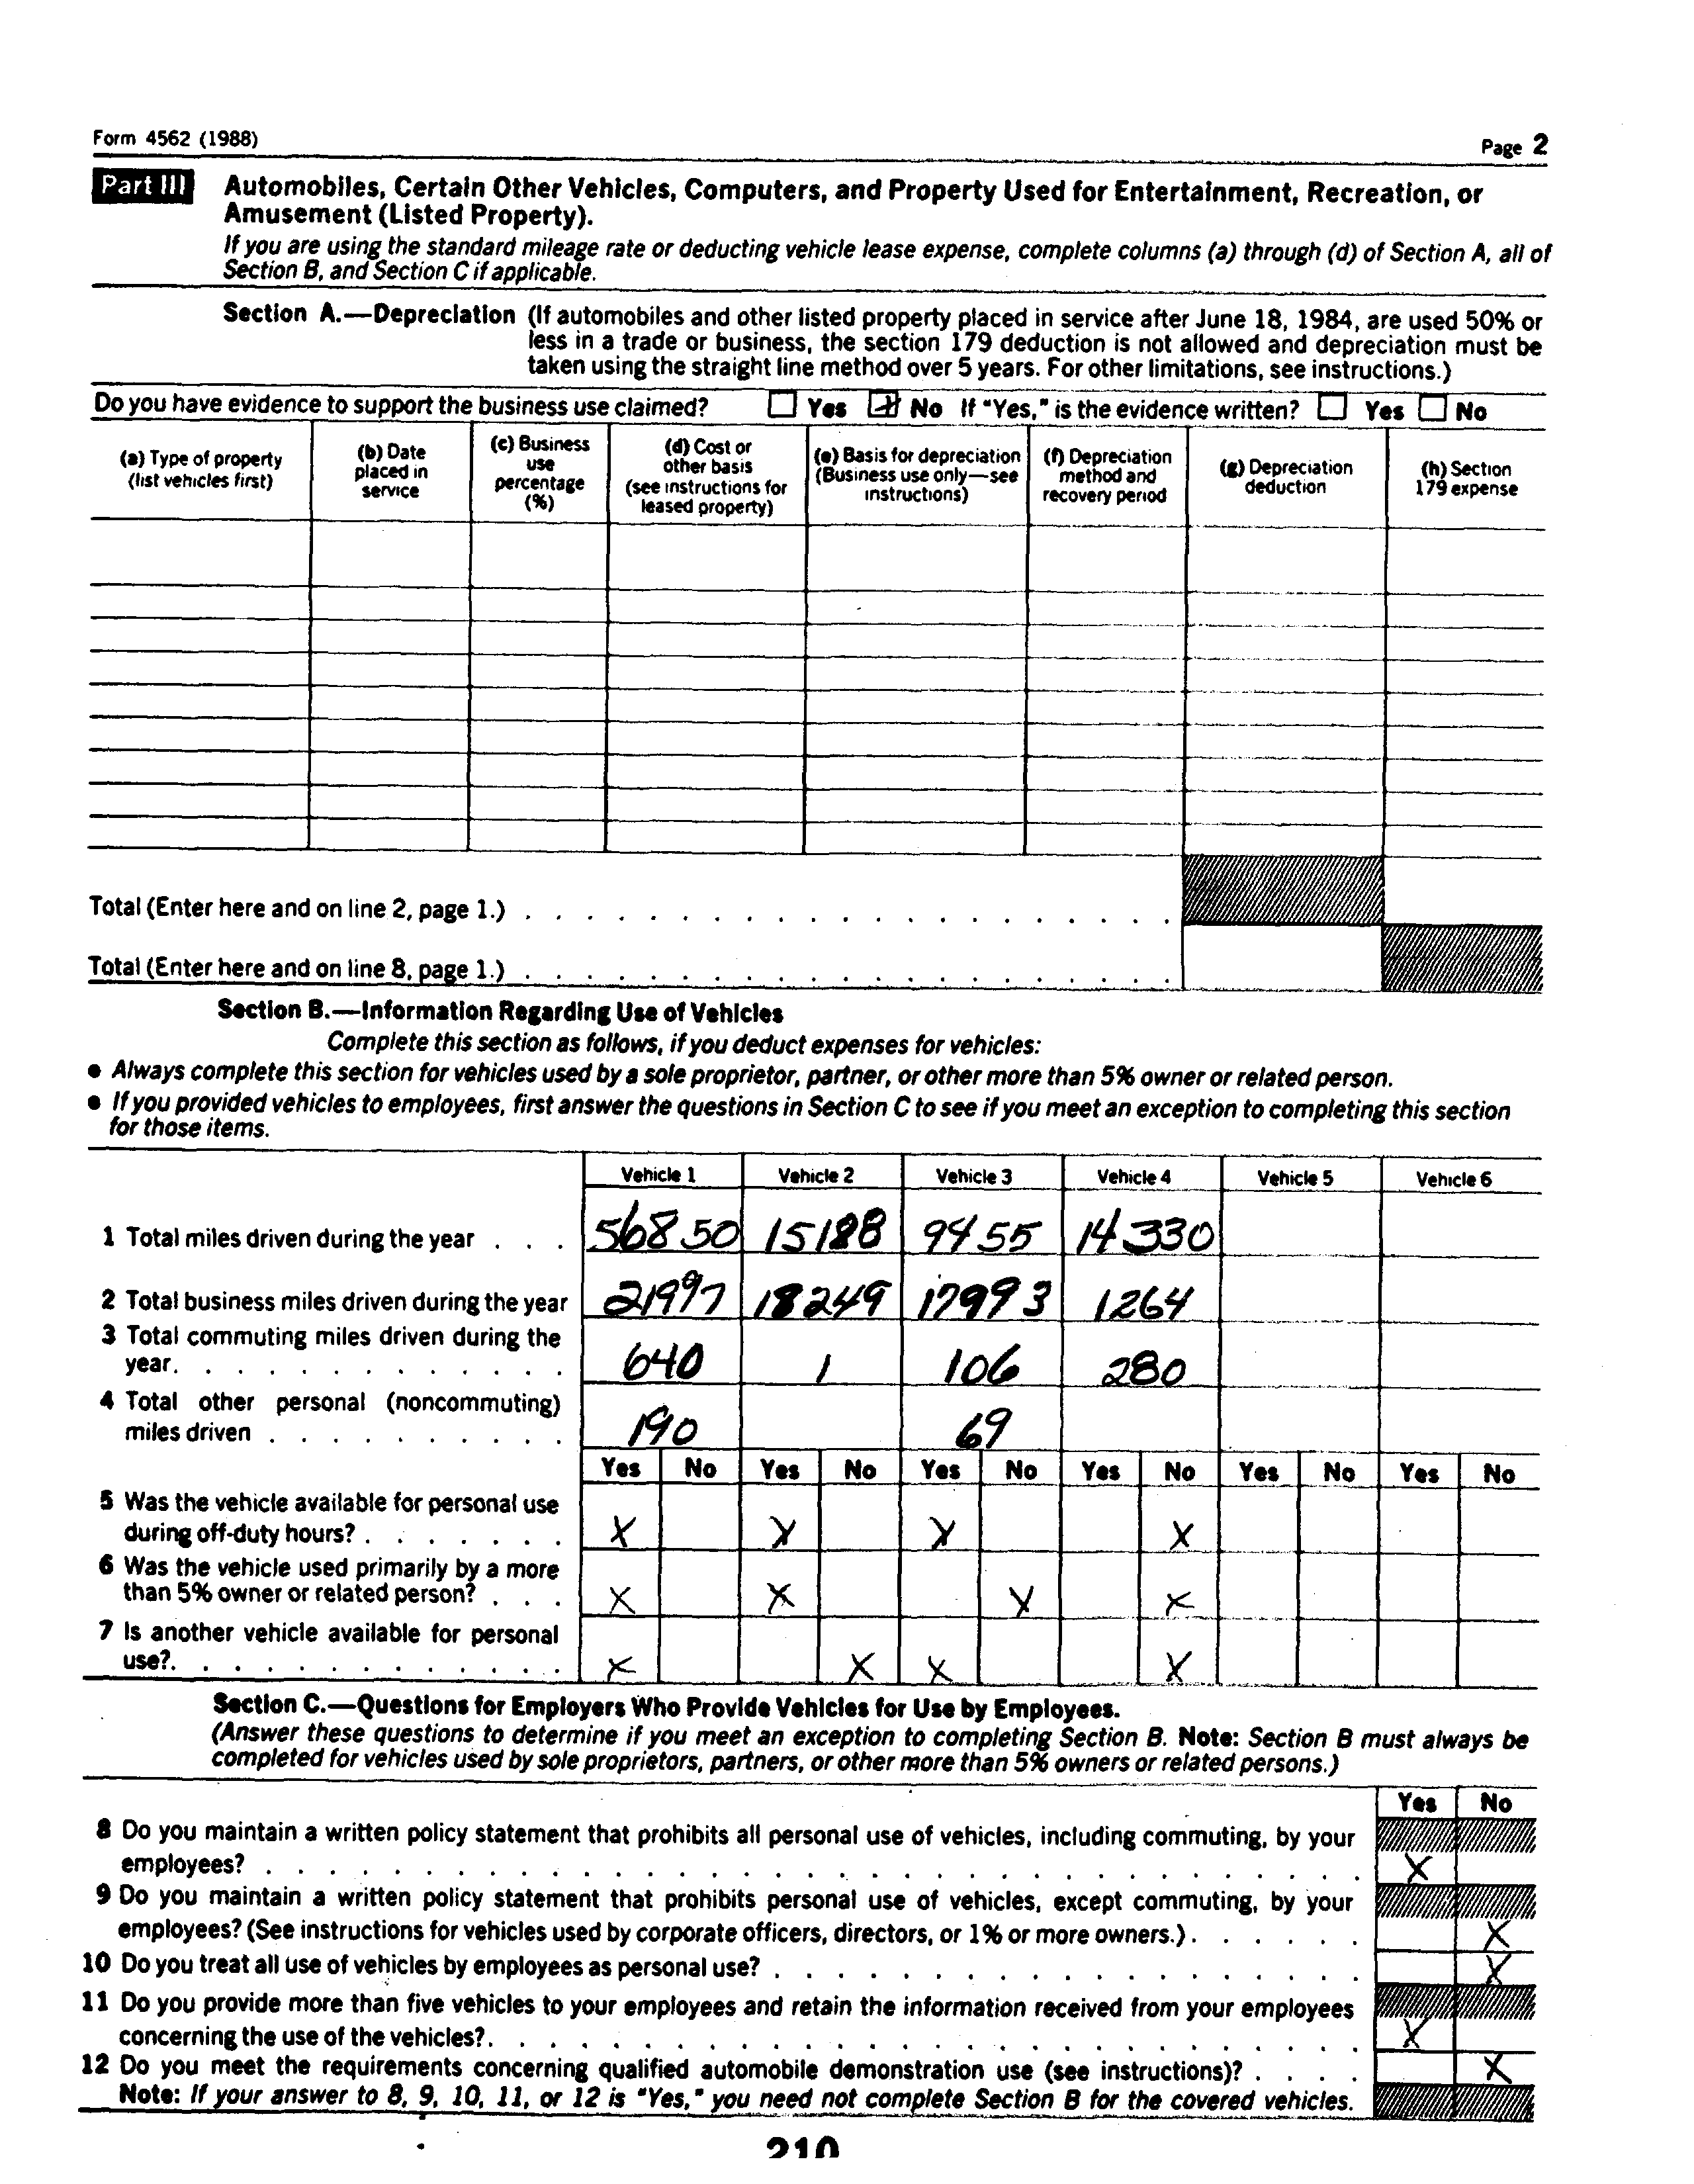 Form 4562 (1988)
Page 2
Part III Automobiles, Certain Other Vehicles, Computers, and Property Used for Entertainment, Recreation, or
Amusement (Listed Property).
If you are using the standard mileage rate or deducting vehicle lease expense, complete columns (a) through (d) of Section A, all of
Section B, and Section C if applicable.
Section A.—Depreciation (If automobiles and other listed property placed in service after June 18, 1984, are used 50% or
less in a trade or business, the section 179 deduction is not allowed and depreciation must be
taken using the straight line method over 5 years. For other limitations, see instructions.)
Do you have evidence to support the business use claimed? Yes X No If "Yes," is the evidence written? Yes No
(a) Type of property
(list vehicles first)
(b) Date
placed in
service
(c) Business
use
percentage
(%)
(d) Cost or
other basis
(see instructions for
leased property)
(e) Basis for depreciation
(Business use only—see
instructions)
(f) Depreciation
method and
recovery period
(g) Depreciation
deduction
(h) Section
179 expense
Total (Enter here and on line 2, page 1.) . . . . . . . . . . . . . . . . . . . . .
Total (Enter here and on line 8, page 1.) . . . . . . . . . . . . . . . . . . . . .
Section B.—Information Regarding Use of Vehicles
Complete this section as follows, if you deduct expenses for vehicles:
● Always complete this section for vehicles used by a sole proprietor, partner, or other more than 5% owner or related person.
● If you provided vehicles to employees, first answer the questions in Section C to see if you meet an exception to completing this section
for those items.
Vehicle 1 Vehicle 2 Vehicle 3 Vehicle 4 Vehicle 5 Vehicle 6
1 Total miles driven during the year . . . 56850 15188 9455 14330
2 Total business miles driven during the year 21997 18249 17993 1264
3 Total commuting miles driven during the
year. . . . . . . . . . . . . 640 1 106 280
4 Total other personal (noncommuting)
miles driven . . . . . . . . . . 190 69
Yes No Yes No Yes No Yes No Yes No Yes No
5 Was the vehicle available for personal use
during off-duty hours? . . . . . . . X X X X
6 Was the vehicle used primarily by a more
than 5% owner or related person? . . . X X X X
7 Is another vehicle available for personal
use?. . . . . . . . . . . . . X X X X
Section C.—Questions for Employers Who Provide Vehicles for Use by Employees.
(Answer these questions to determine if you meet an exception to completing Section B. Note: Section B must always be
completed for vehicles used by sole proprietors, partners, or other more than 5% owners or related persons.)
Yes No
8 Do you maintain a written policy statement that prohibits all personal use of vehicles, including commuting, by your
employees? . . . . . . . . . . . . . . . . . . . . . . . . . . . . . . . . . . X
9 Do you maintain a written policy statement that prohibits personal use of vehicles, except commuting, by your
employees? (See instructions for vehicles used by corporate officers, directors, or 1% or more owners.) . . . . . . X
10 Do you treat all use of vehicles by employees as personal use? . . . . . . . . . . . . . . . . . . . X
11 Do you provide more than five vehicles to your employees and retain the information received from your employees
concerning the use of the vehicles?. . . . . . . . . . . . . . . . . . . . . . . . . . . . X
12 Do you meet the requirements concerning qualified automobile demonstration use (see instructions)? . . . . X
Note: If your answer to 8, 9, 10, 11, or 12 is "Yes," you need not complete Section B for the covered vehicles.
210